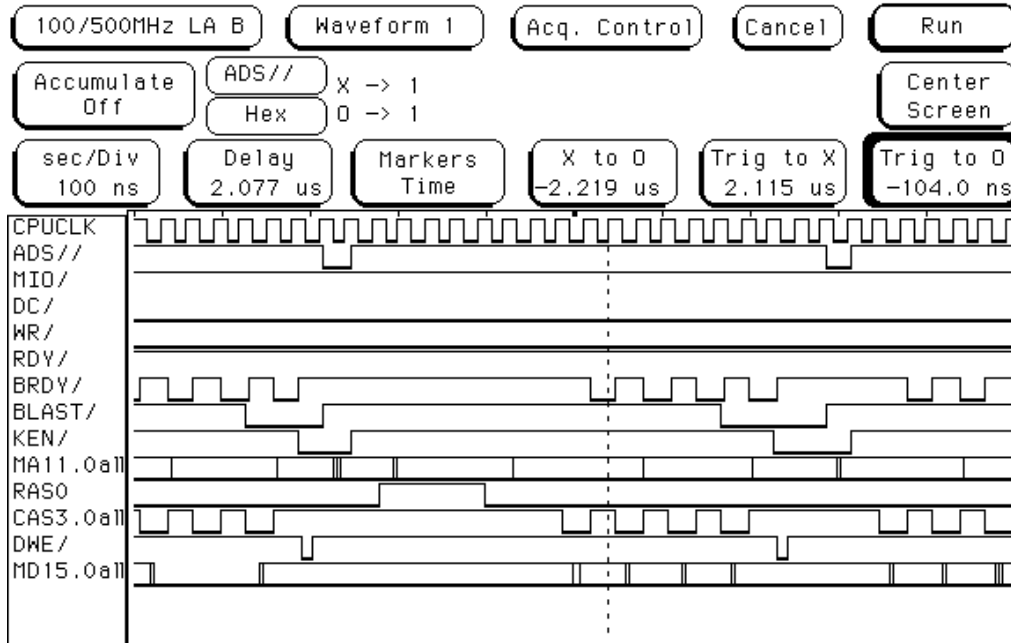 100/500MHz LA B Waveform 1 Acq. Control Cancel Run
Accumulate Off ADS// X -> 1 Center Screen
Hex O -> 1
sec/Div Delay Markers X to O Trig to X Trig to O
100 ns 2.077 us Time -2.219 us 2.115 us -104.0 ns
CPUCLK
ADS//
MIO/
DC/
WR/
RDY/
BRDY/
BLAST/
KEN/
MA11.0all
RAS0
CAS3.0all
DWE/
MD15.0all